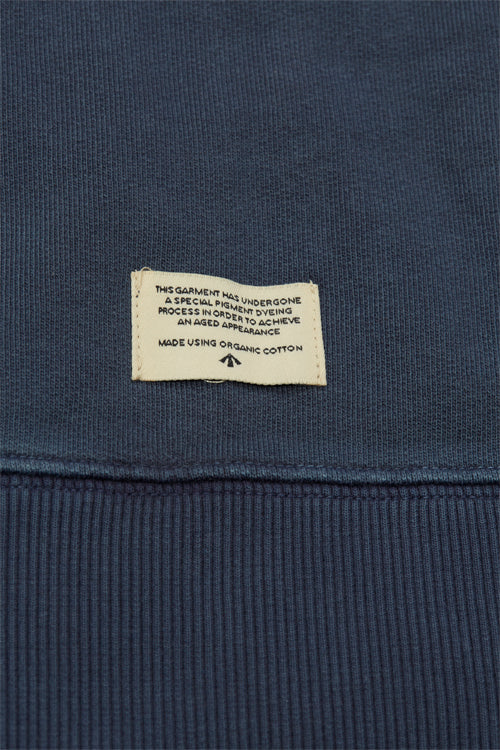 THIS GARMENT HAS UNDERGONE
A SPECIAL PIGMENT DYEING
PROCESS IN ORDER TO ACHIEVE
AN AGED APPEARANCE
MADE USING ORGANIC COTTON